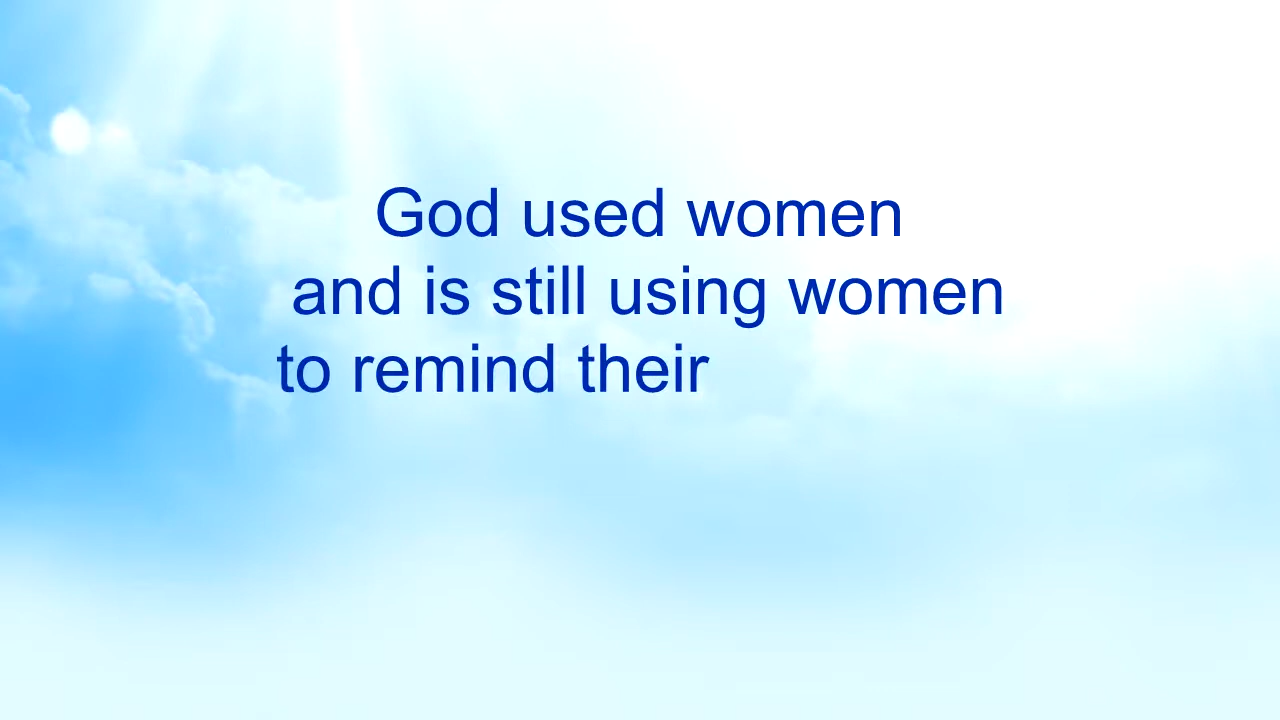 God used women
and is still using women
to remind their